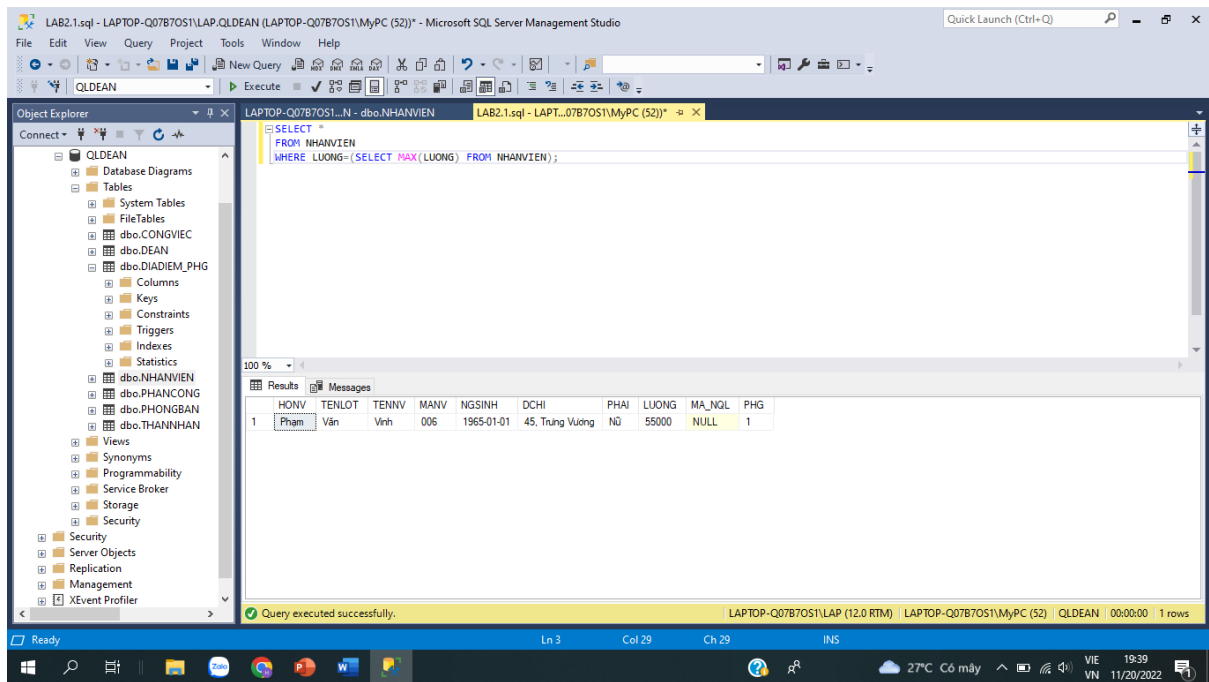 LAB2.1.sql - LAPTOP-Q07B7OS1\LAP.QLDEAN (LAPTOP-Q07B7OS1\MyPC (52))* - Microsoft SQL Server Management Studio
Quick Launch (Ctrl+Q)
File Edit View Query Project Tools Window Help
New Query MDX DMX XMLA DAX
QLDEAN Execute
Object Explorer
LAPTOP-Q07B7OS1...N - dbo.NHANVIEN LAB2.1.sql - LAPT...07B7OS1\MyPC (52))*
Connect
QLDEAN
Database Diagrams
Tables
System Tables
FileTables
dbo.CONGVIEC
dbo.DEAN
dbo.DIADIEM_PHG
Columns
Keys
Constraints
Triggers
Indexes
Statistics
dbo.NHANVIEN
dbo.PHANCONG
dbo.PHONGBAN
dbo.THANNHAN
Views
Synonyms
Programmability
Service Broker
Storage
Security
Security
Server Objects
Replication
Management
XEvent Profiler
SELECT *
FROM NHANVIEN
WHERE LUONG=(SELECT MAX(LUONG) FROM NHANVIEN);
100 %
Results Messages
HONV TENLOT TENNV MANV NGSINH DCHI PHAI LUONG MA_NQL PHG
1 Phạm Văn Vinh 006 1965-01-01 45, Trưng Vương Nữ 55000 NULL 1
Query executed successfully.
LAPTOP-Q07B7OS1\LAP (12.0 RTM) LAPTOP-Q07B7OS1\MyPC (52) QLDEAN 00:00:00 1 rows
Ready Ln 3 Col 29 Ch 29 INS
Zalo
27°C Có mây
VIE
VN
19:39
11/20/2022
1